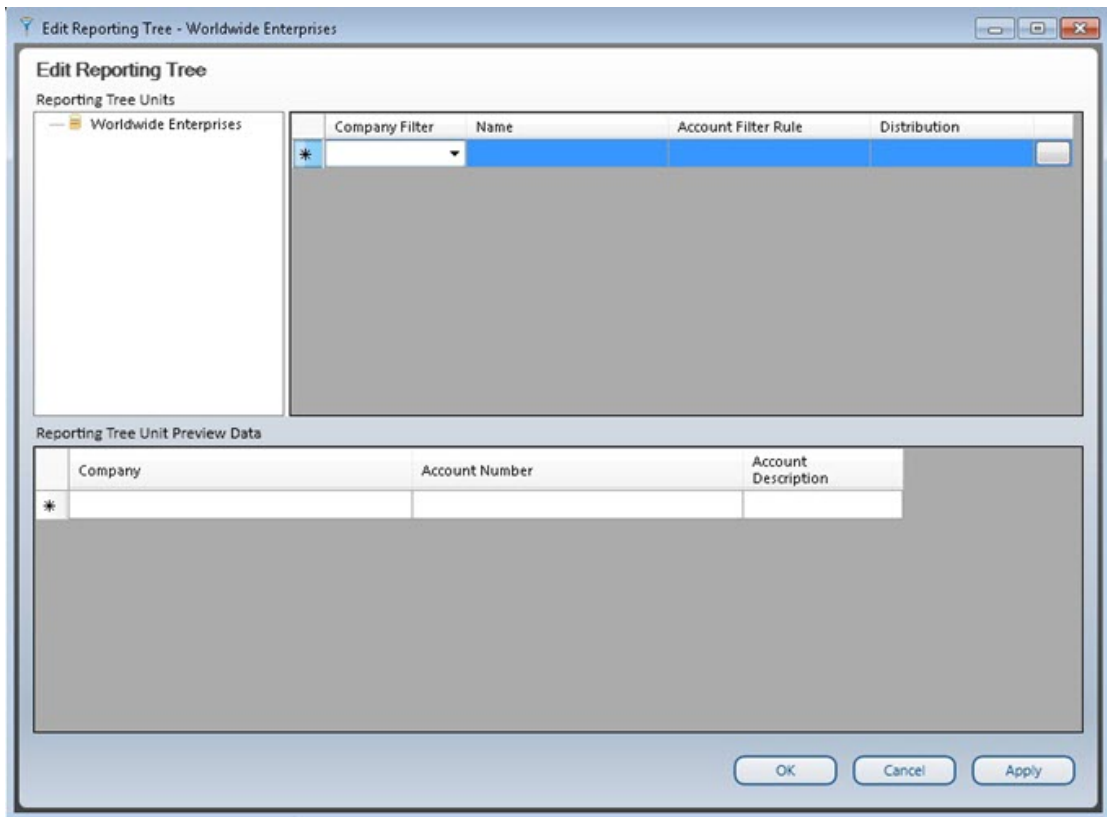 Edit Reporting Tree - Worldwide Enterprises
Edit Reporting Tree
Reporting Tree Units
Worldwide Enterprises
Company Filter Name Account Filter Rule Distribution
Reporting Tree Unit Preview Data
Company Account Number Account
Description
OK Cancel Apply